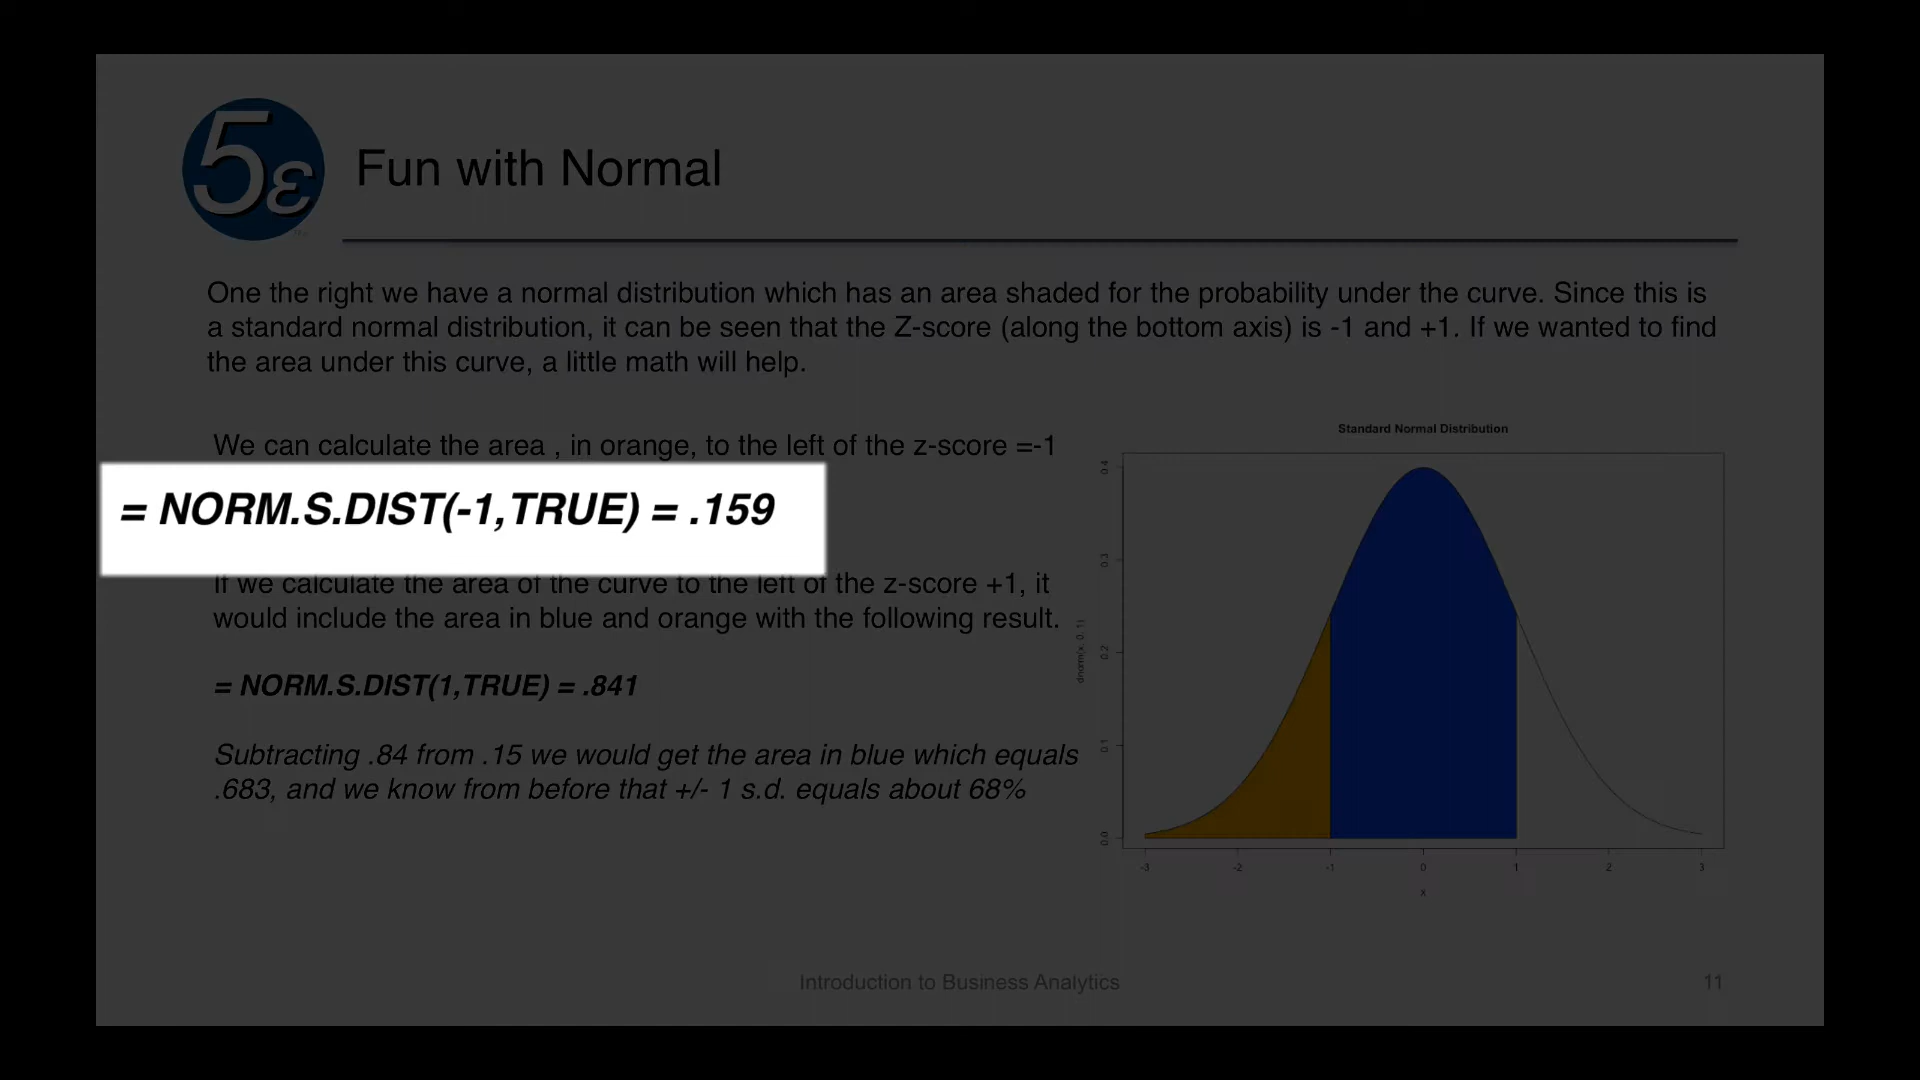 5ε
Fun with Normal
One the right we have a normal distribution which has an area shaded for the probability under the curve. Since this is
a standard normal distribution, it can be seen that the Z-score (along the bottom axis) is -1 and +1. If we wanted to find
the area under this curve, a little math will help.
We can calculate the area , in orange, to the left of the z-score =-1
= NORM.S.DIST(-1,TRUE) = .159
If we calculate the area of the curve to the left of the z-score +1, it
would include the area in blue and orange with the following result.
= NORM.S.DIST(1,TRUE) = .841
Subtracting .84 from .15 we would get the area in blue which equals
.683, and we know from before that +/- 1 s.d. equals about 68%
Standard Normal Distribution
dnorm(x, 0, 1)
0.4
0.3
0.2
0.1
0.0
-3 -2 -1 0 1 2 3
x
Introduction to Business Analytics
11